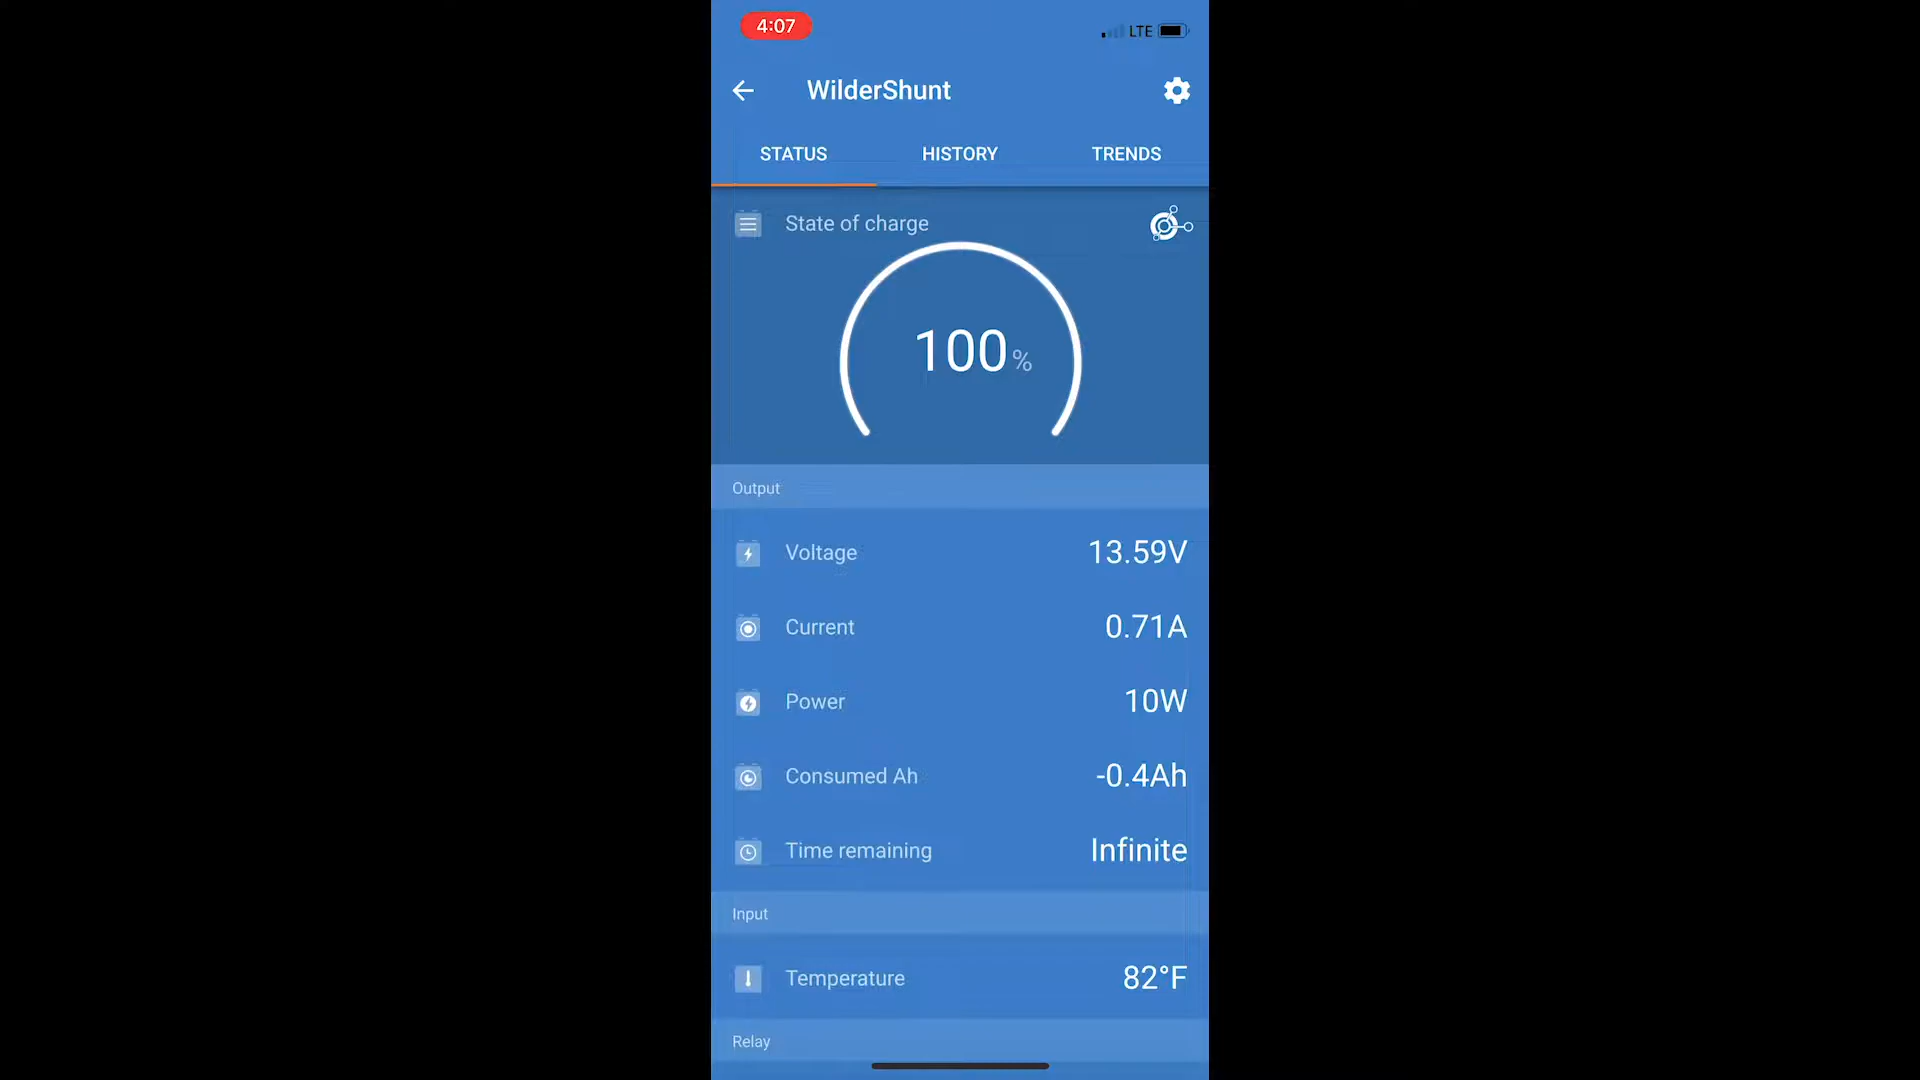 4:07 LTE
WilderShunt
STATUS HISTORY TRENDS
State of charge
100%
Output
Voltage 13.59V
Current 0.71A
Power 10W
Consumed Ah -0.4Ah
Time remaining Infinite
Input
Temperature 82°F
Relay